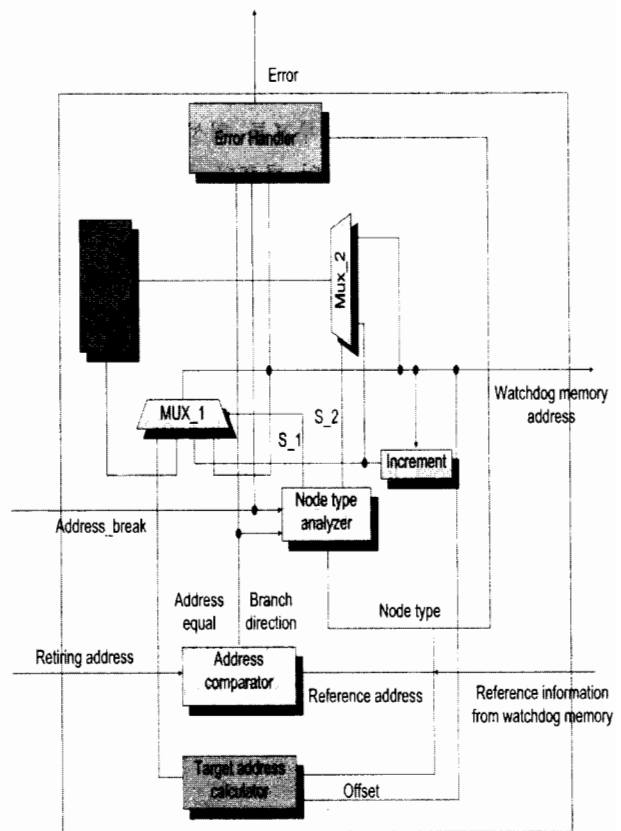 Error
Error Handler
Mux_2
Watchdog memory
address
MUX_1
S_1
S_2
Increment
Node type
analyzer
Address_break
Address
equal
Branch
direction
Node type
Retiring address
Address
comparator
Reference address
Reference information
from watchdog memory
Target address
calculator
Offset